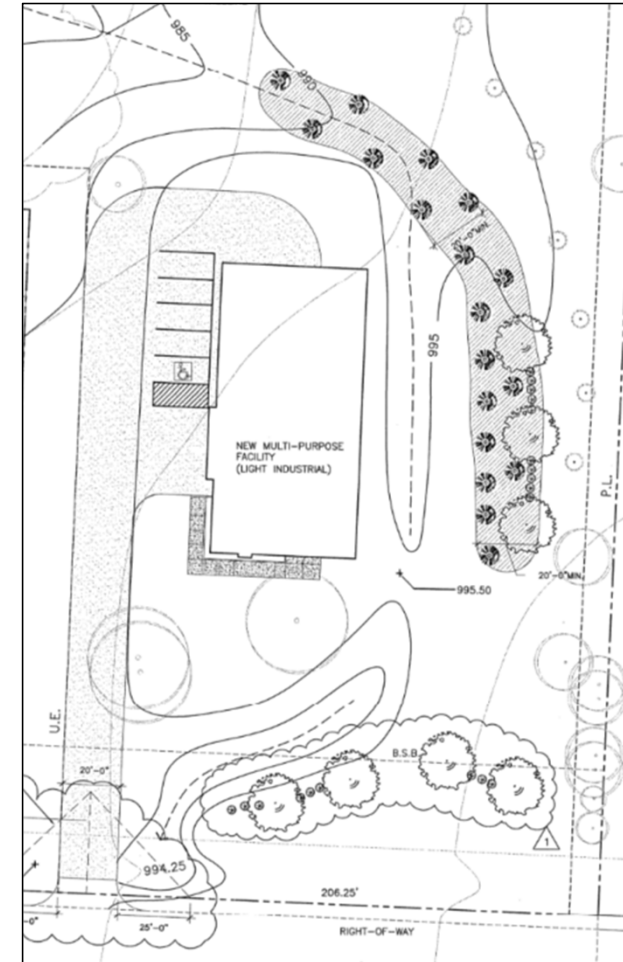 985
990
20'-0"MIN.
995
NEW MULTI-PURPOSE
FACILITY
(LIGHT INDUSTRIAL)
P.L.
20'-0"MIN.
995.50
U.E.
B.S.B.
20'-0"
1
994.25
206.25'
-0"
25'-0"
RIGHT-OF-WAY